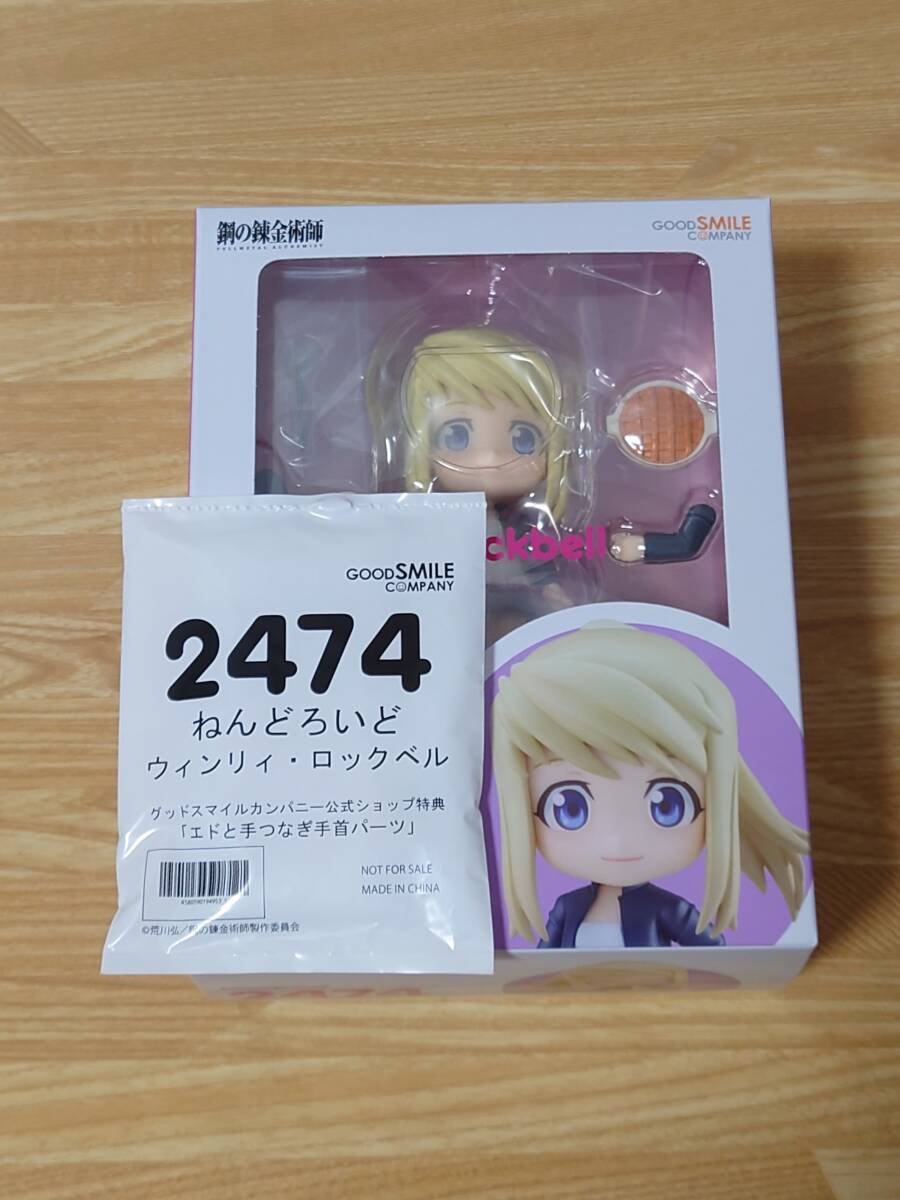 鋼の錬金術師
FULLMETAL ALCHEMIST
GOOD SMILE
COMPANY
ckbell
GOOD SMILE
COMPANY
2474
ねんどろいど
ウィンリィ・ロックベル
グッドスマイルカンパニー公式ショップ特典
「エドと手つなぎ手首パーツ」
NOT FOR SALE
MADE IN CHINA
©荒川弘／鋼の錬金術師製作委員会
2474